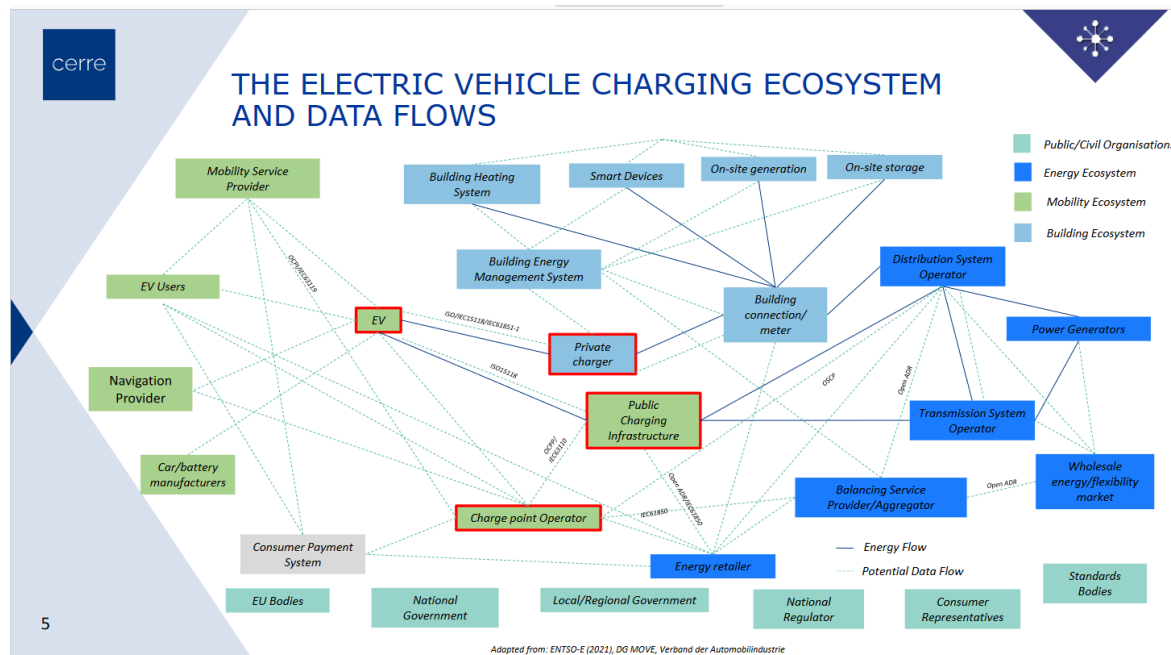 cerre
THE ELECTRIC VEHICLE CHARGING ECOSYSTEM
AND DATA FLOWS
Public/Civil Organisations
Energy Ecosystem
Mobility Ecosystem
Building Ecosystem
Mobility Service
Provider
Building Heating
System
Smart Devices
On-site generation
On-site storage
EV Users
Building Energy
Management System
Distribution System
Operator
OCPI/IEC63119
EV
ISO/IEC15118/IEC61851-1
Building
connection/
meter
Private
charger
Power Generators
ISO15118
Navigation
Provider
OSCP
Open ADR
Public
Charging
Infrastructure
Transmission System
Operator
OCPP/
IEC63110
Car/battery
manufacturers
Open ADR/IEC61850
Balancing Service
Provider/Aggregator
Open ADR
Wholesale
energy/flexibility
market
Charge point Operator
IEC61850
Consumer Payment
System
Energy retailer
Energy Flow
Potential Data Flow
EU Bodies
National
Government
Local/Regional Government
National
Regulator
Consumer
Representatives
Standards
Bodies
5
Adapted from: ENTSO-E (2021), DG MOVE, Verband der Automobilindustrie